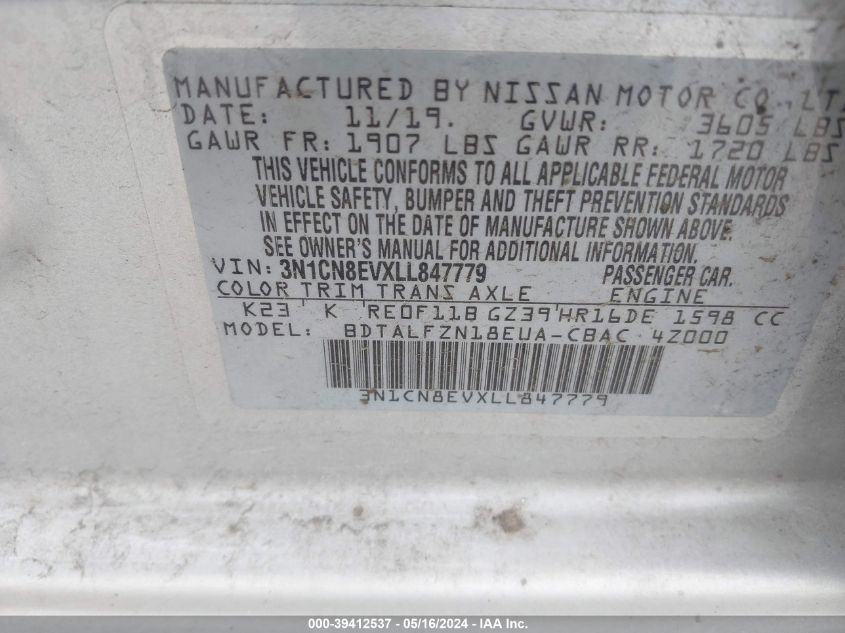 MANUFACTURED BY NISSAN MOTOR CO., LT
DATE: 11/19. GVWR: 3605 LBS
GAWR FR: 1907 LBS GAWR RR: 1720 LBS
THIS VEHICLE CONFORMS TO ALL APPLICABLE FEDERAL MOTOR
VEHICLE SAFETY, BUMPER AND THEFT PREVENTION STANDARDS
IN EFFECT ON THE DATE OF MANUFACTURE SHOWN ABOVE.
SEE OWNER'S MANUAL FOR ADDITIONAL INFORMATION.
VIN: 3N1CN8EVXLL847779 PASSENGER CAR.
COLOR TRIM TRANS AXLE ENGINE
K23 K RE0F11B GZ39 HR16DE 1598 CC
MODEL: BDTALFZN18EUA-CBAC 4Z000
3N1CN8EVXLL847779
000-39412537 - 05/16/2024 - IAA Inc.